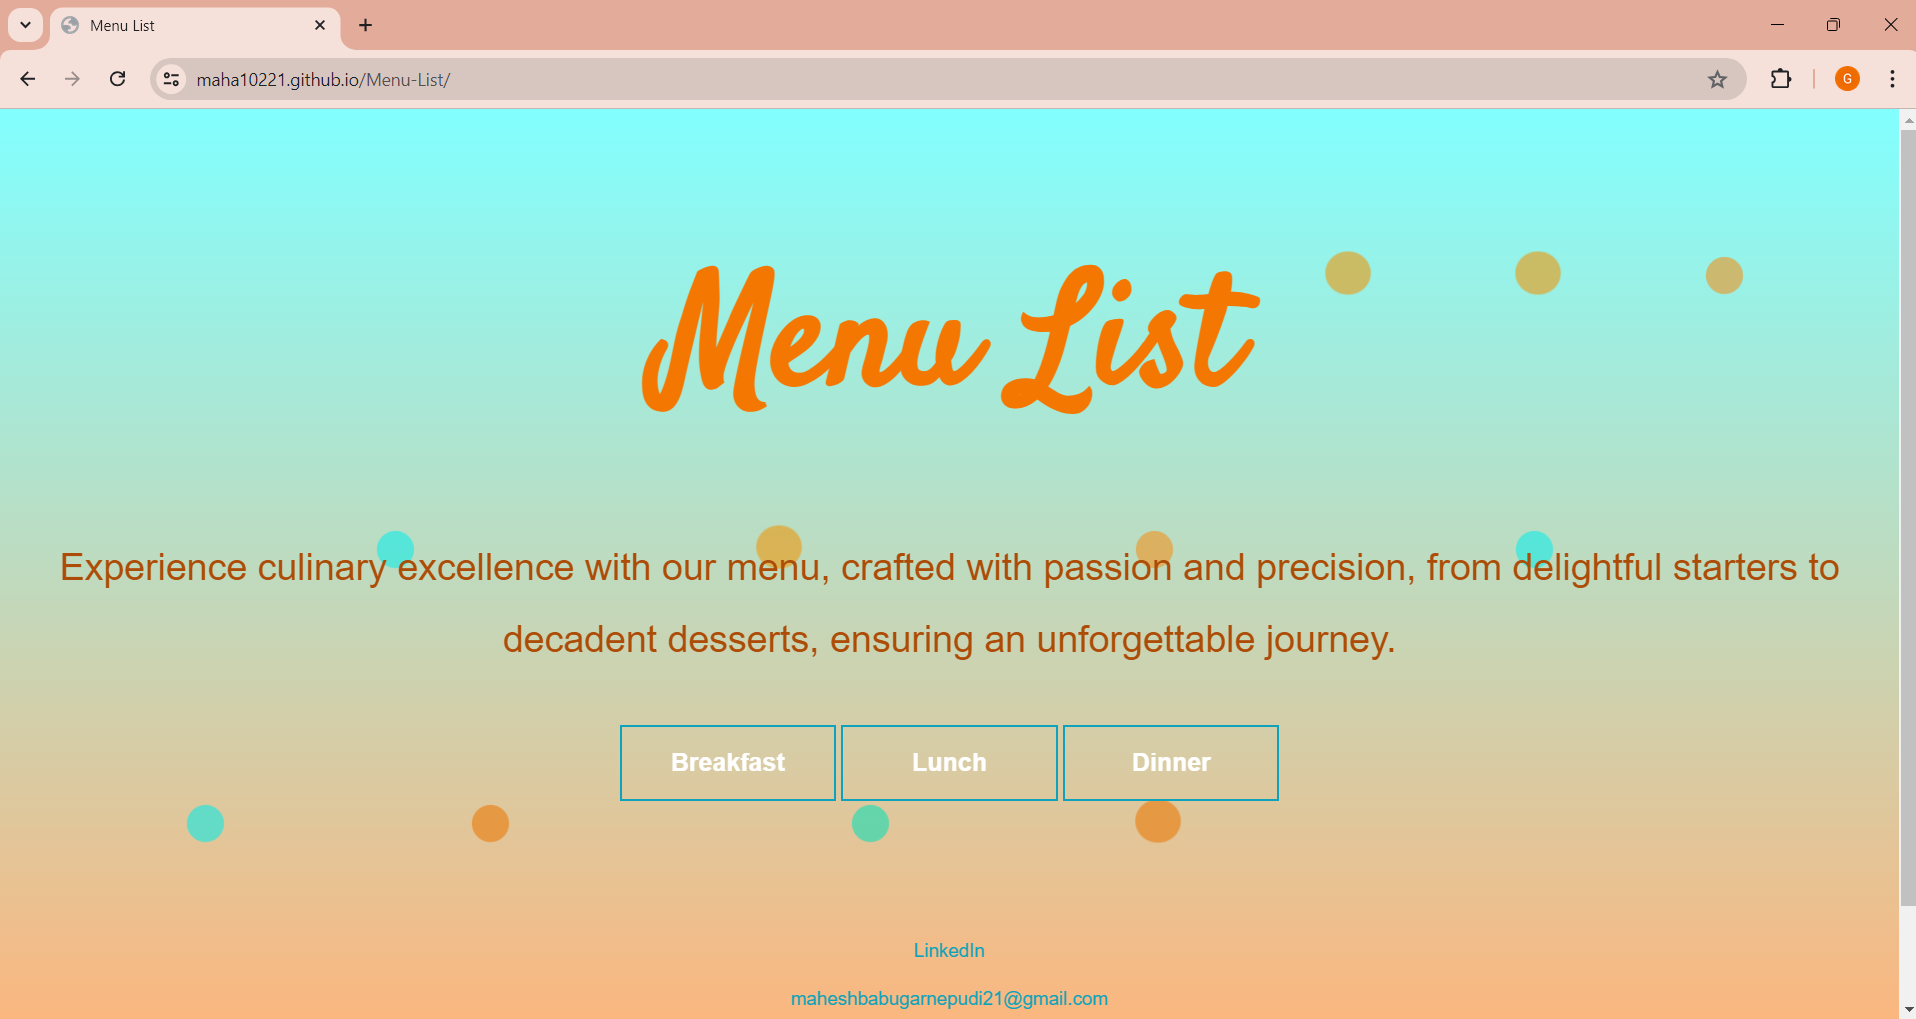 Menu List
maha10221.github.io/Menu-List/
G
Menu List
Experience culinary excellence with our menu, crafted with passion and precision, from delightful starters to
decadent desserts, ensuring an unforgettable journey.
Breakfast Lunch Dinner
LinkedIn
maheshbabugarnepudi21@gmail.com